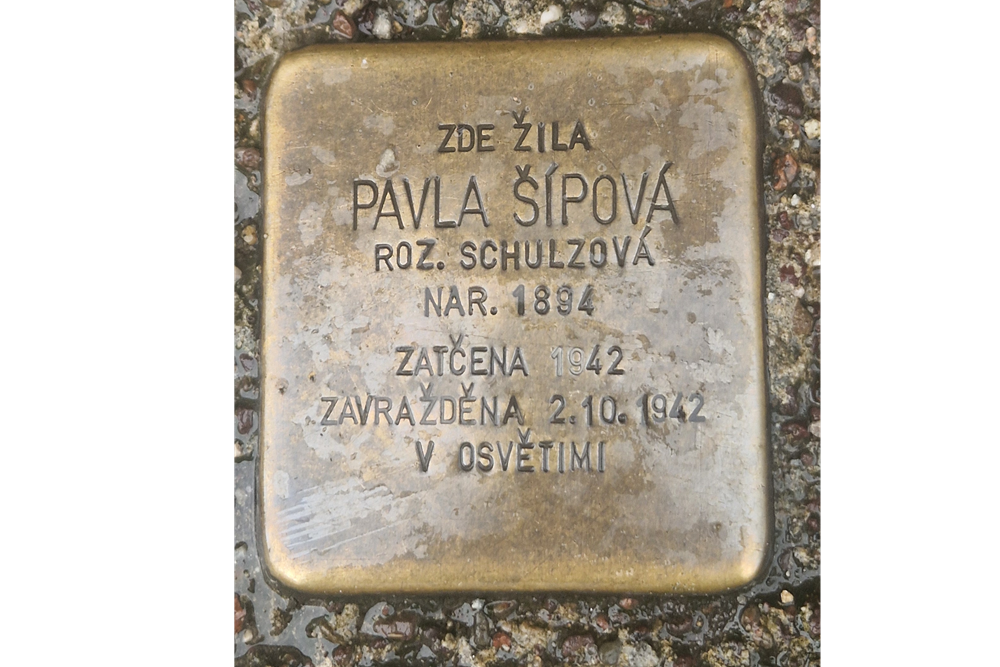 ZDE ŽILA
PAVLA ŠÍPOVÁ
ROZ. SCHULZOVÁ
NAR. 1894
ZATČENA 1942
ZAVRAŽDĚNA 2.10.1942
V OSVĚTIMI